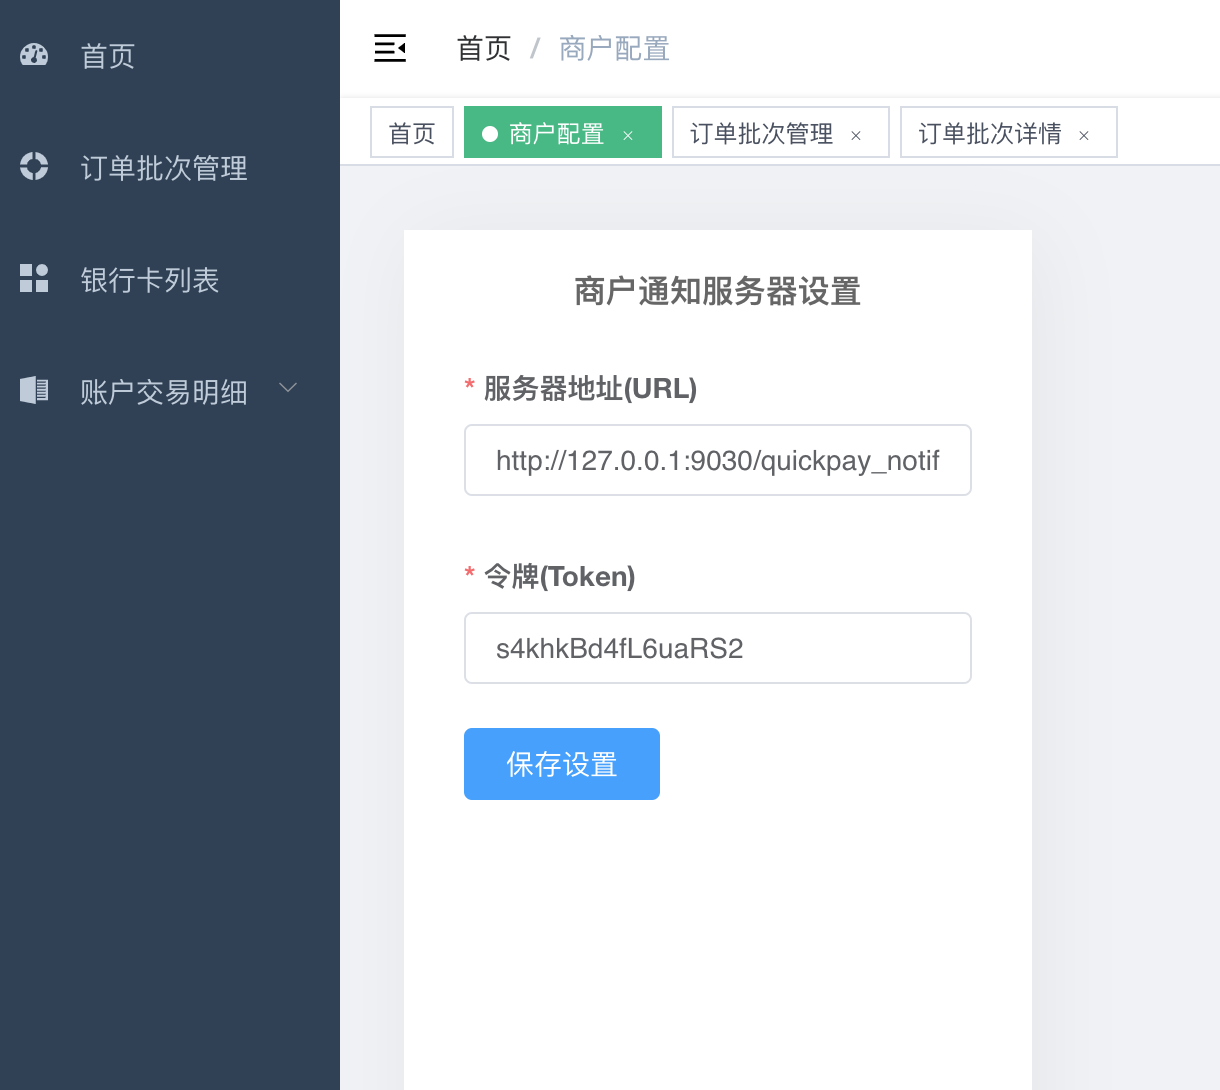 首页
订单批次管理
银行卡列表
账户交易明细
首页 / 商户配置
首页 商户配置 × 订单批次管理 × 订单批次详情 ×
商户通知服务器设置
* 服务器地址(URL)
http://127.0.0.1:9030/quickpay_notif
* 令牌(Token)
s4khkBd4fL6uaRS2
保存设置